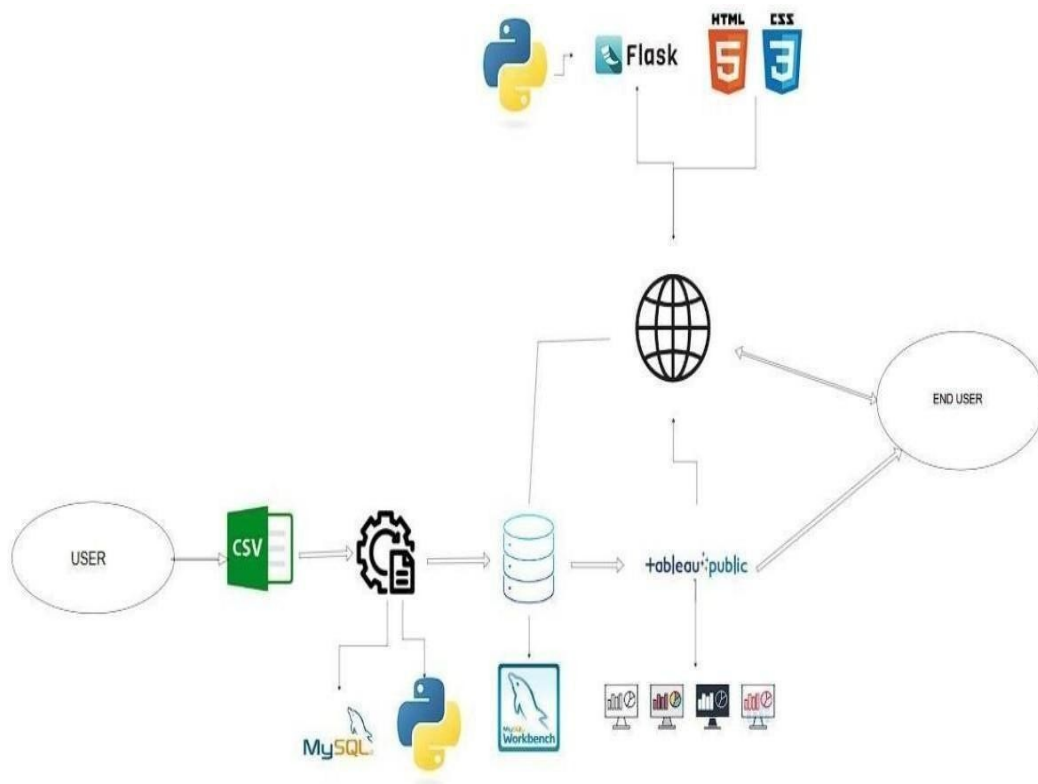 HTML
5
CSS
3
Flask
END USER
USER
CSV
+ableau public
MySQL
MySQL
Workbench